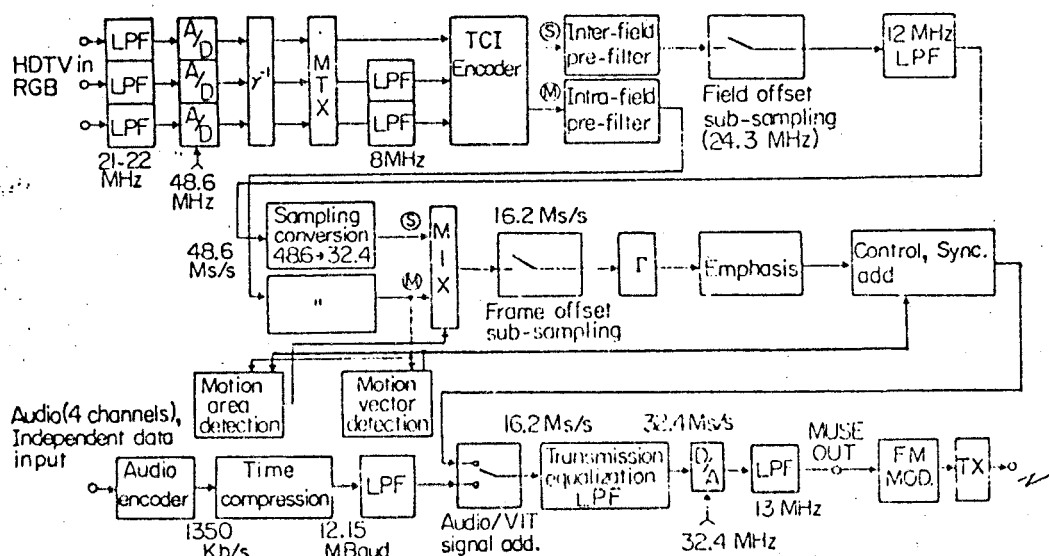 HDTV in
RGB
LPF
LPF
LPF
21-22
MHz
A/D
A/D
A/D
48.6
MHz
γ⁻¹
MTX
LPF
LPF
8MHz
TCI
Encoder
Ⓢ
Ⓜ
Inter-field
pre-filter
Intra-field
pre-filter
Field offset
sub-sampling
(24.3 MHz)
12 MHz
LPF
48.6
Ms/s
Sampling
conversion
48.6→32.4
"
Ⓢ
Ⓜ
MIX
16.2 Ms/s
Frame offset
sub-sampling
Γ
Emphasis
Control, Sync.
add
Motion
area
detection
Motion
vector
detection
Audio(4 channels),
Independent data
input
Audio
encoder
1350
Kb/s
Time
compression
12.15
MBaud
LPF
Audio/VIT
signal add.
16.2 Ms/s
Transmission
equalization
LPF
32.4 Ms/s
D/A
32.4 MHz
LPF
13 MHz
MUSE
OUT
FM
MOD.
TX